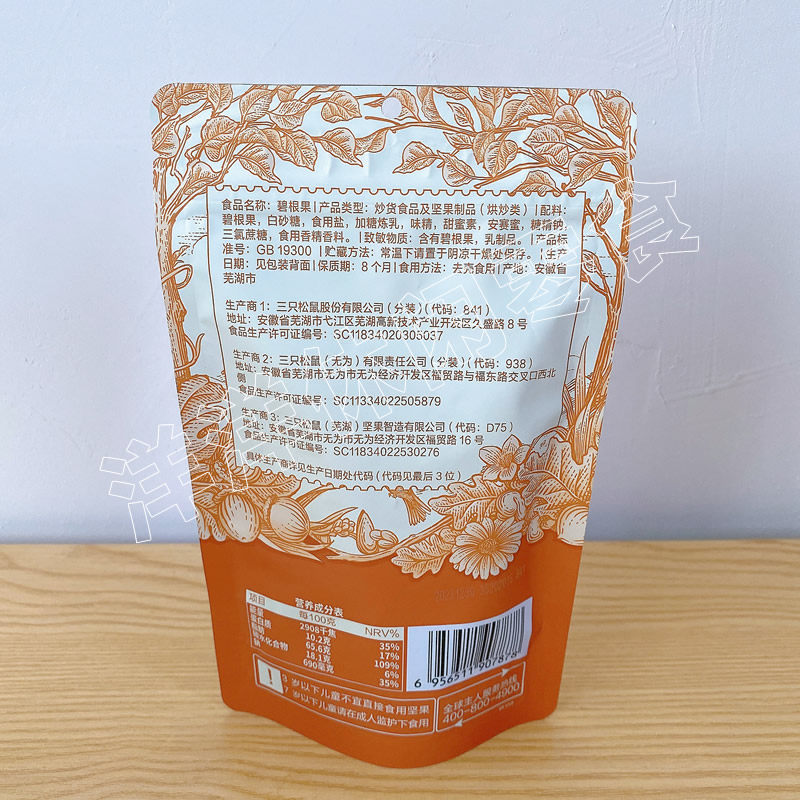 食品名称：碧根果 | 产品类型：炒货食品及坚果制品（烘炒类） | 配料：
碧根果，白砂糖，食用盐，加糖炼乳，味精，甜蜜素，安赛蜜，糖精钠
三氯蔗糖，食用香精香料。 | 致敏物质：含有碧根果，乳制品。 | 产品标
准号：GB 19300 | 贮藏方法：常温下请置于阴凉干燥处保存。 | 生产
日期：见包装背面 | 保质期：8个月 | 食用方法：去壳食用 | 产地：安徽省
芜湖市
生产商1：三只松鼠股份有限公司（分装）（代码：841）
地址：安徽省芜湖市弋江区芜湖高新技术产业开发区久盛路8号
食品生产许可证编号：SC11834020305037
生产商2：三只松鼠（无为）有限责任公司（分装）（代码：938）
地址：安徽省芜湖市无为市无为经济开发区福贸路与福东路交叉口西北
侧
食品生产许可证编号：SC11334022505879
生产商3：三只松鼠（芜湖）坚果智造有限公司（代码：D75）
地址：安徽省芜湖市无为市无为经济开发区福贸路16号
食品生产许可证编号：SC11834022530276
具体生产商详见生产日期处代码（代码见最后3位）
营养成分表
项目 每100克 NRV%
能量 2908千焦 35%
蛋白质 10.2克 17%
脂肪 65.6克 109%
碳水化合物 18.1克 6%
钠 690毫克 35%
6 956511 907878
! 3岁以下儿童不宜直接食用坚果
7岁以下儿童请在成人监护下食用
全球主人服务热线
400-800-4900
洋洋休闲零食